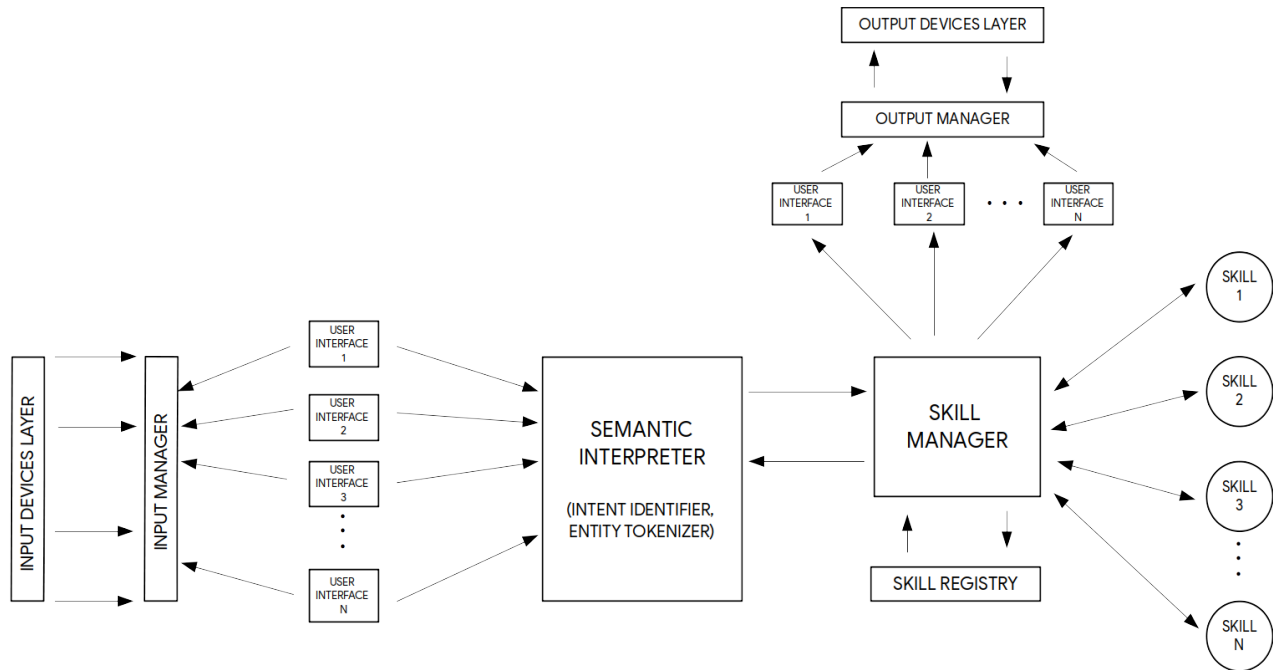 OUTPUT DEVICES LAYER
OUTPUT MANAGER
USER
INTERFACE
1
USER
INTERFACE
2
. . .
USER
INTERFACE
N
INPUT DEVICES LAYER
INPUT MANAGER
USER
INTERFACE
1
USER
INTERFACE
2
USER
INTERFACE
3
USER
INTERFACE
N
SEMANTIC
INTERPRETER
(INTENT IDENTIFIER,
ENTITY TOKENIZER)
SKILL
MANAGER
SKILL REGISTRY
SKILL
1
SKILL
2
SKILL
3
SKILL
N